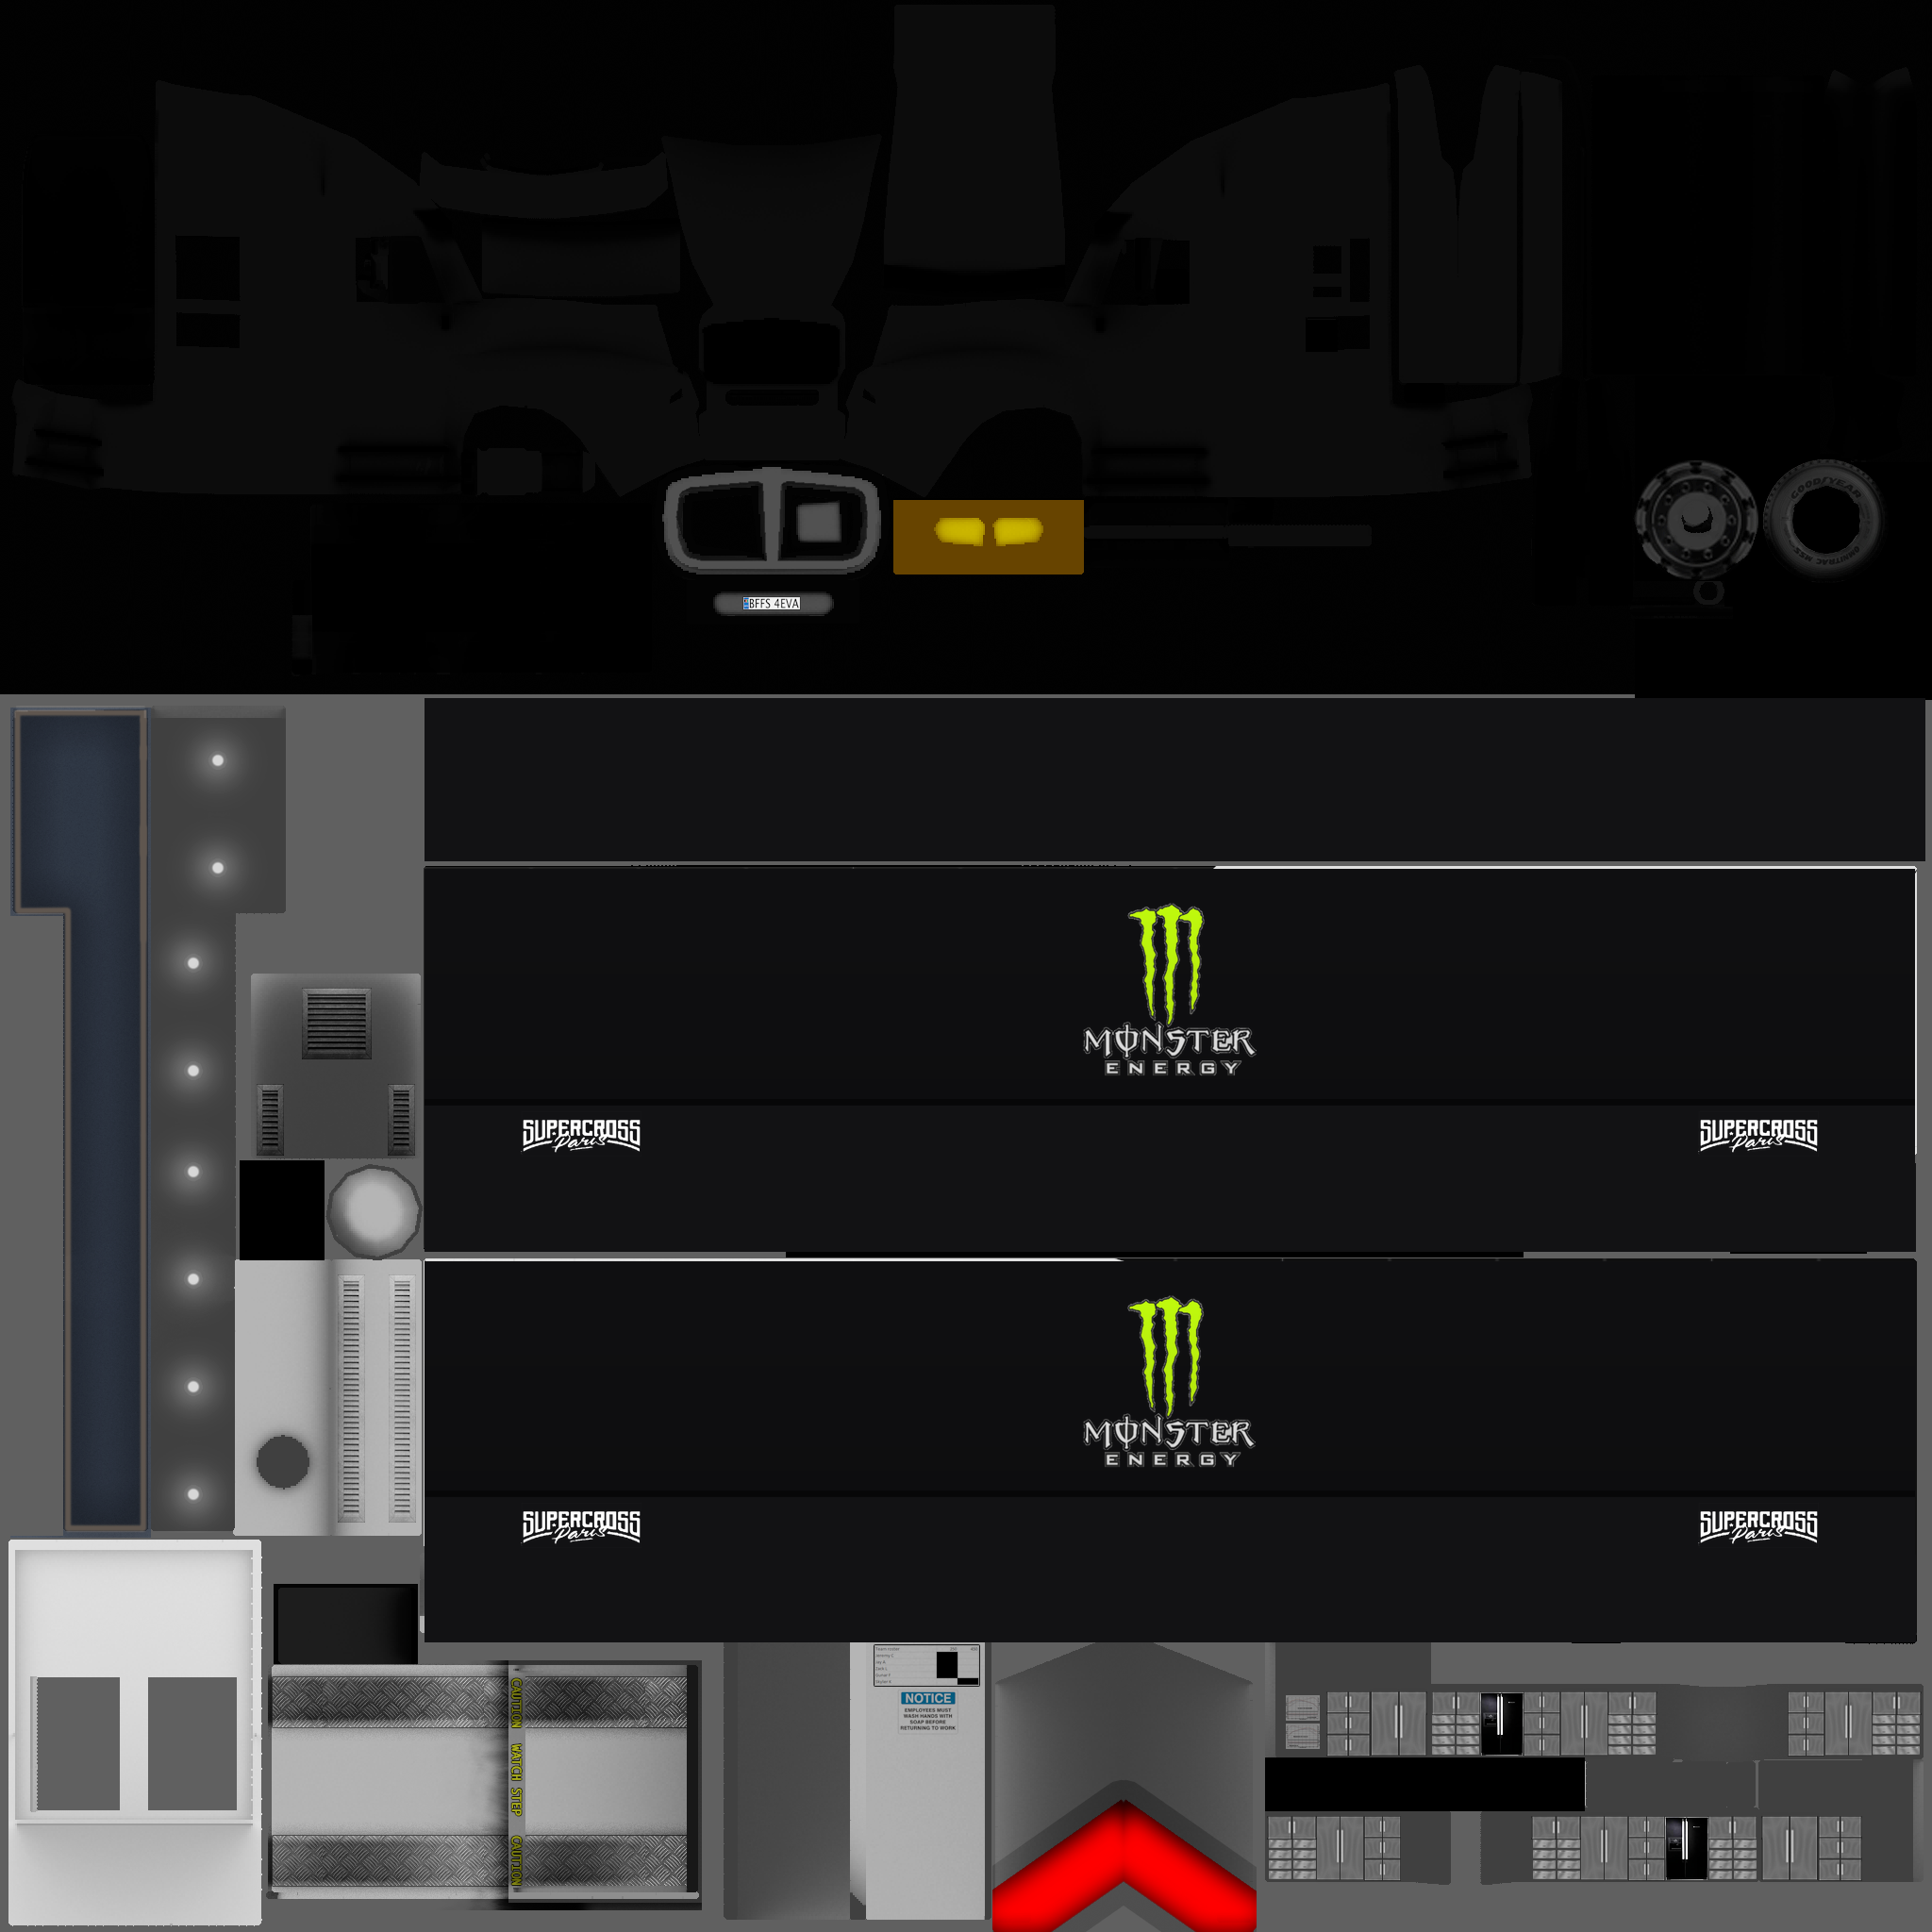 GOODYEAR
BFFS 4EVA
MONSTER
ENERGY
SUPERCROSS
Paris
SUPERCROSS
Paris
MONSTER
ENERGY
SUPERCROSS
Paris
SUPERCROSS
Paris
CAUTION WATCH STEP CAUTION
NOTICE
EMPLOYEES MUST
WASH HANDS WITH
SOAP BEFORE
RETURNING TO WORK